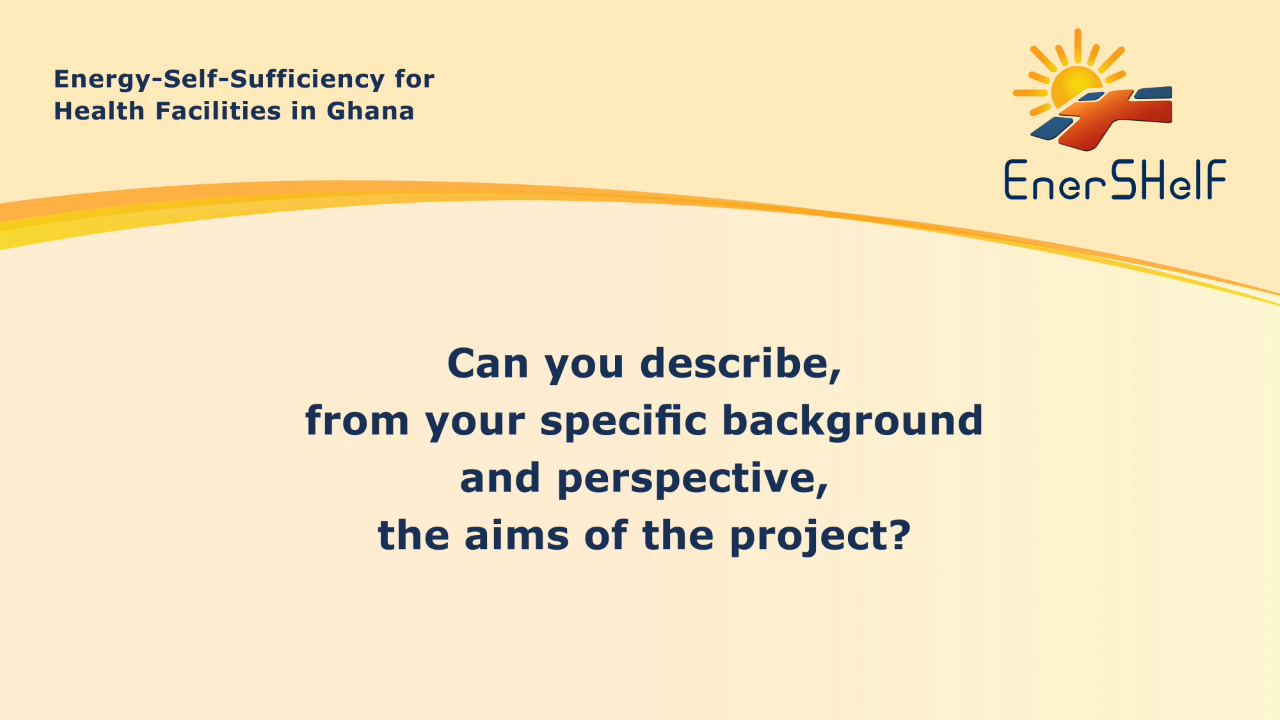 Energy-Self-Sufficiency for
Health Facilities in Ghana
EnerSHelF
Can you describe,
from your specific background
and perspective,
the aims of the project?